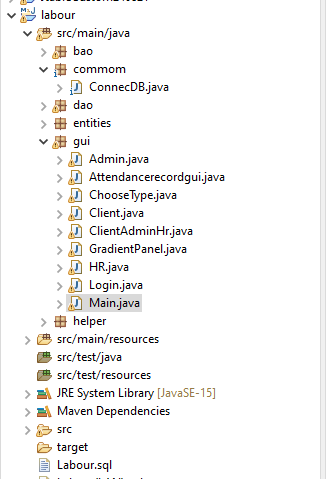 labour
src/main/java
bao
commom
ConnecDB.java
dao
entities
gui
Admin.java
Attendancerecordgui.java
ChooseType.java
Client.java
ClientAdminHr.java
GradientPanel.java
HR.java
Login.java
Main.java
helper
src/main/resources
src/test/java
src/test/resources
JRE System Library [JavaSE-15]
Maven Dependencies
src
target
Labour.sql